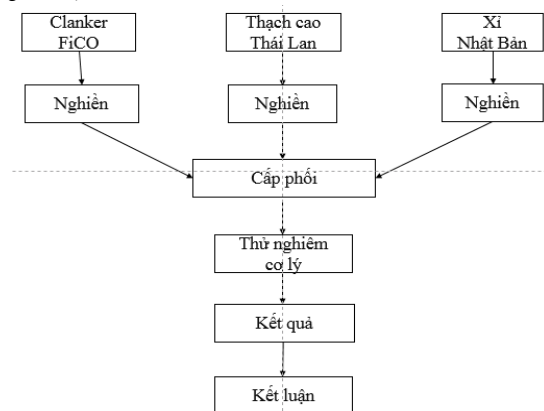 Clanker
FiCO
Thạch cao
Thái Lan
Xỉ
Nhật Bản
Nghiền
Nghiền
Nghiền
Cấp phối
Thử nghiêm
cơ lý
Kết quả
Kết luận